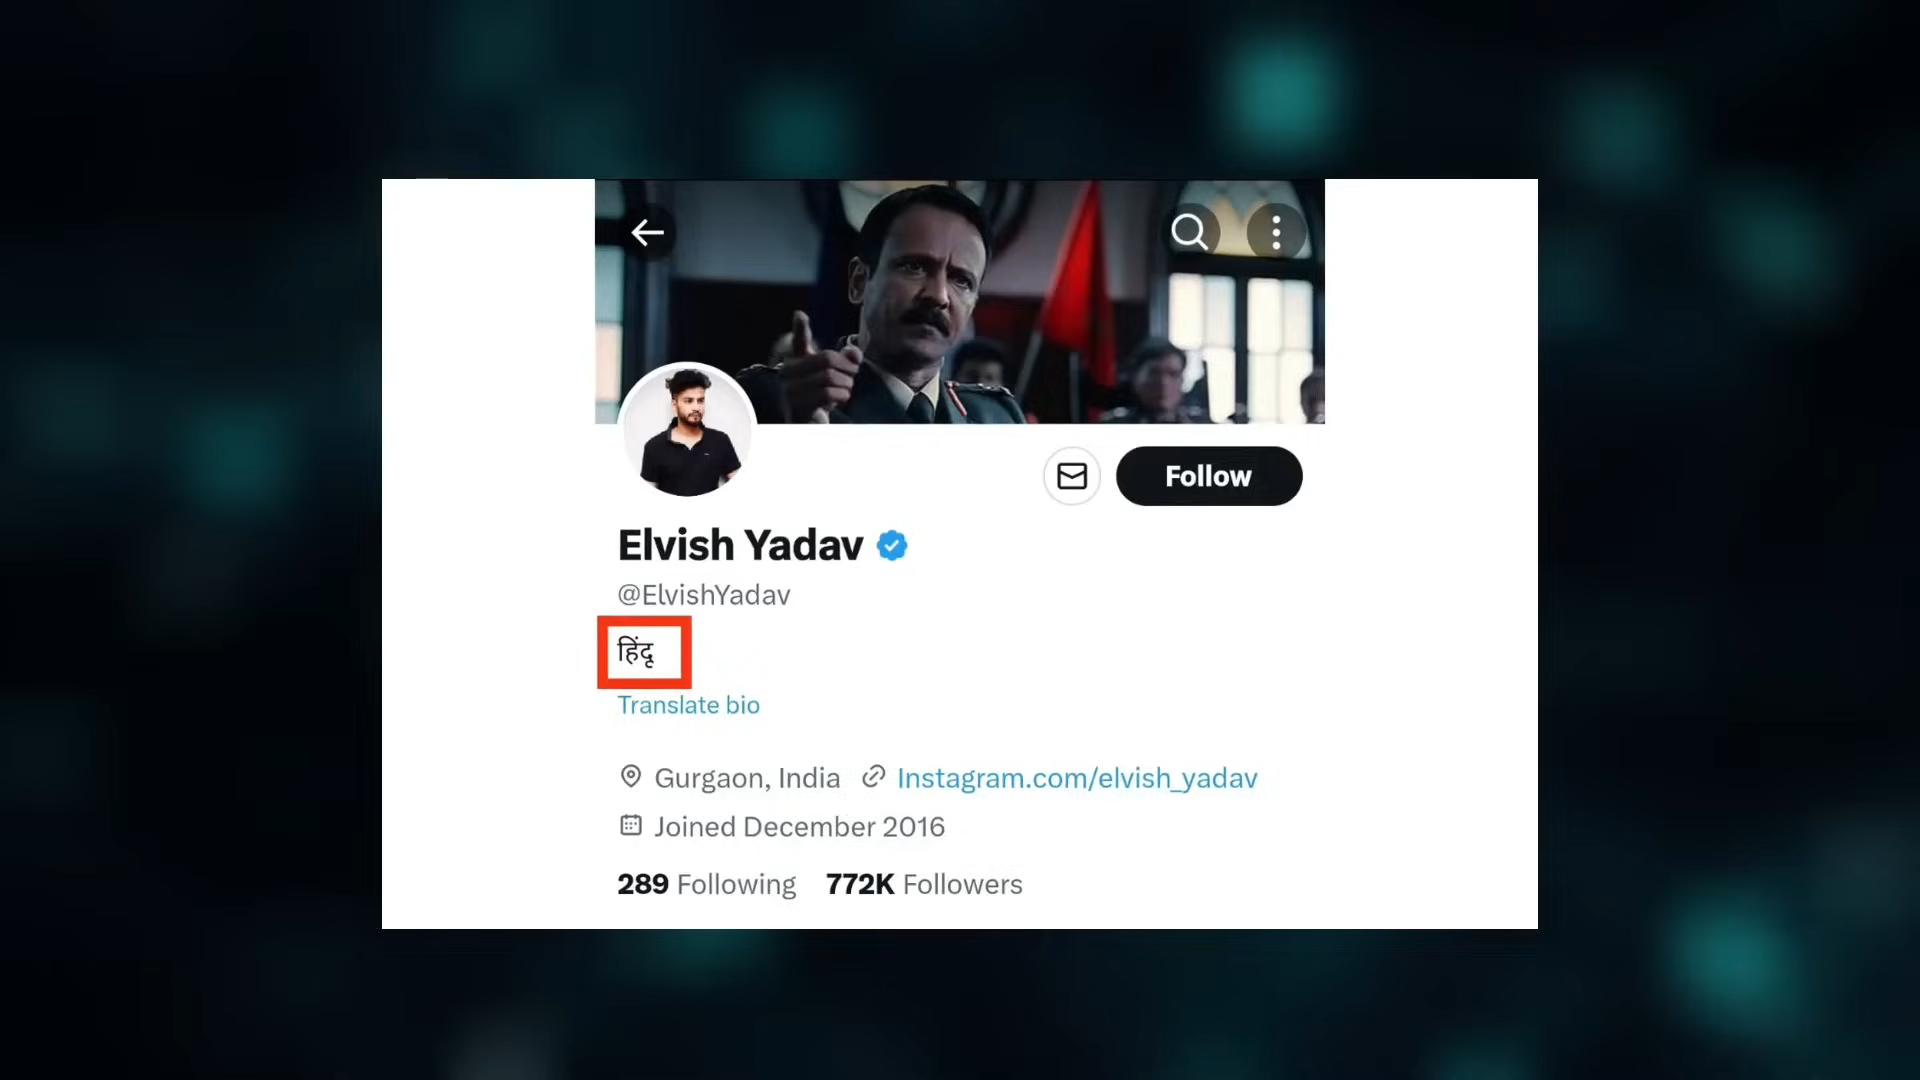 Follow
Elvish Yadav
@ElvishYadav
हिंदू
Translate bio
Gurgaon, India Instagram.com/elvish_yadav
Joined December 2016
289 Following 772K Followers